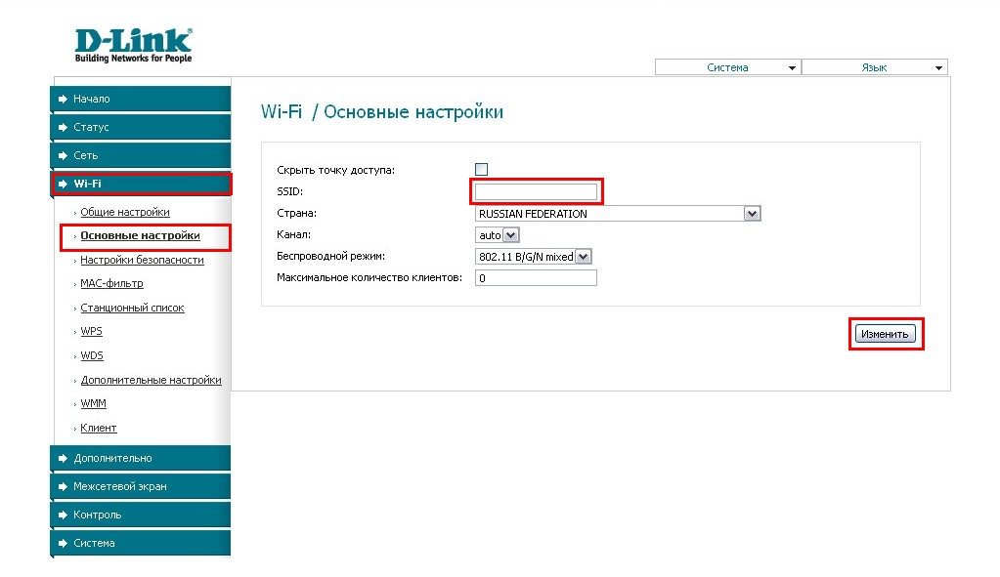 D-Link
Building Networks for People
Система
Язык
Начало
Статус
Сеть
Wi-Fi
Общие настройки
Основные настройки
Настройки безопасности
MAC-фильтр
Станционный список
WPS
WDS
Дополнительные настройки
WMM
Клиент
Дополнительно
Межсетевой экран
Контроль
Система
Wi-Fi / Основные настройки
Скрыть точку доступа:
SSID:
Страна: RUSSIAN FEDERATION
Канал: auto
Беспроводной режим: 802.11 B/G/N mixed
Максимальное количество клиентов: 0
Изменить